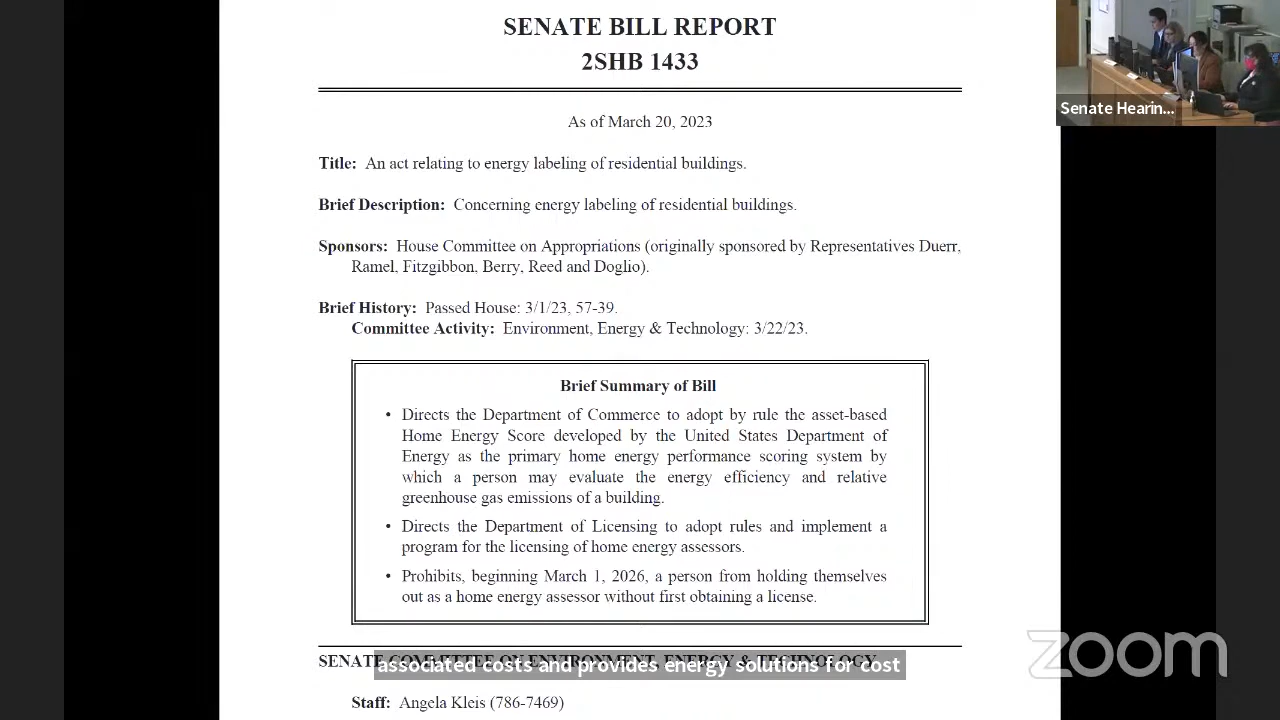 SENATE BILL REPORT
2SHB 1433
As of March 20, 2023
Title: An act relating to energy labeling of residential buildings.
Brief Description: Concerning energy labeling of residential buildings.
Sponsors: House Committee on Appropriations (originally sponsored by Representatives Duerr,
Ramel, Fitzgibbon, Berry, Reed and Doglio).
Brief History: Passed House: 3/1/23, 57-39.
Committee Activity: Environment, Energy & Technology: 3/22/23.
Brief Summary of Bill
• Directs the Department of Commerce to adopt by rule the asset-based
Home Energy Score developed by the United States Department of
Energy as the primary home energy performance scoring system by
which a person may evaluate the energy efficiency and relative
greenhouse gas emissions of a building.
• Directs the Department of Licensing to adopt rules and implement a
program for the licensing of home energy assessors.
• Prohibits, beginning March 1, 2026, a person from holding themselves
out as a home energy assessor without first obtaining a license.
SENATE COMMITTEE ON ENVIRONMENT, ENERGY & TECHNOLOGY
associated costs and provides energy solutions for cost
Staff: Angela Kleis (786-7469)
Senate Hearin...
zoom